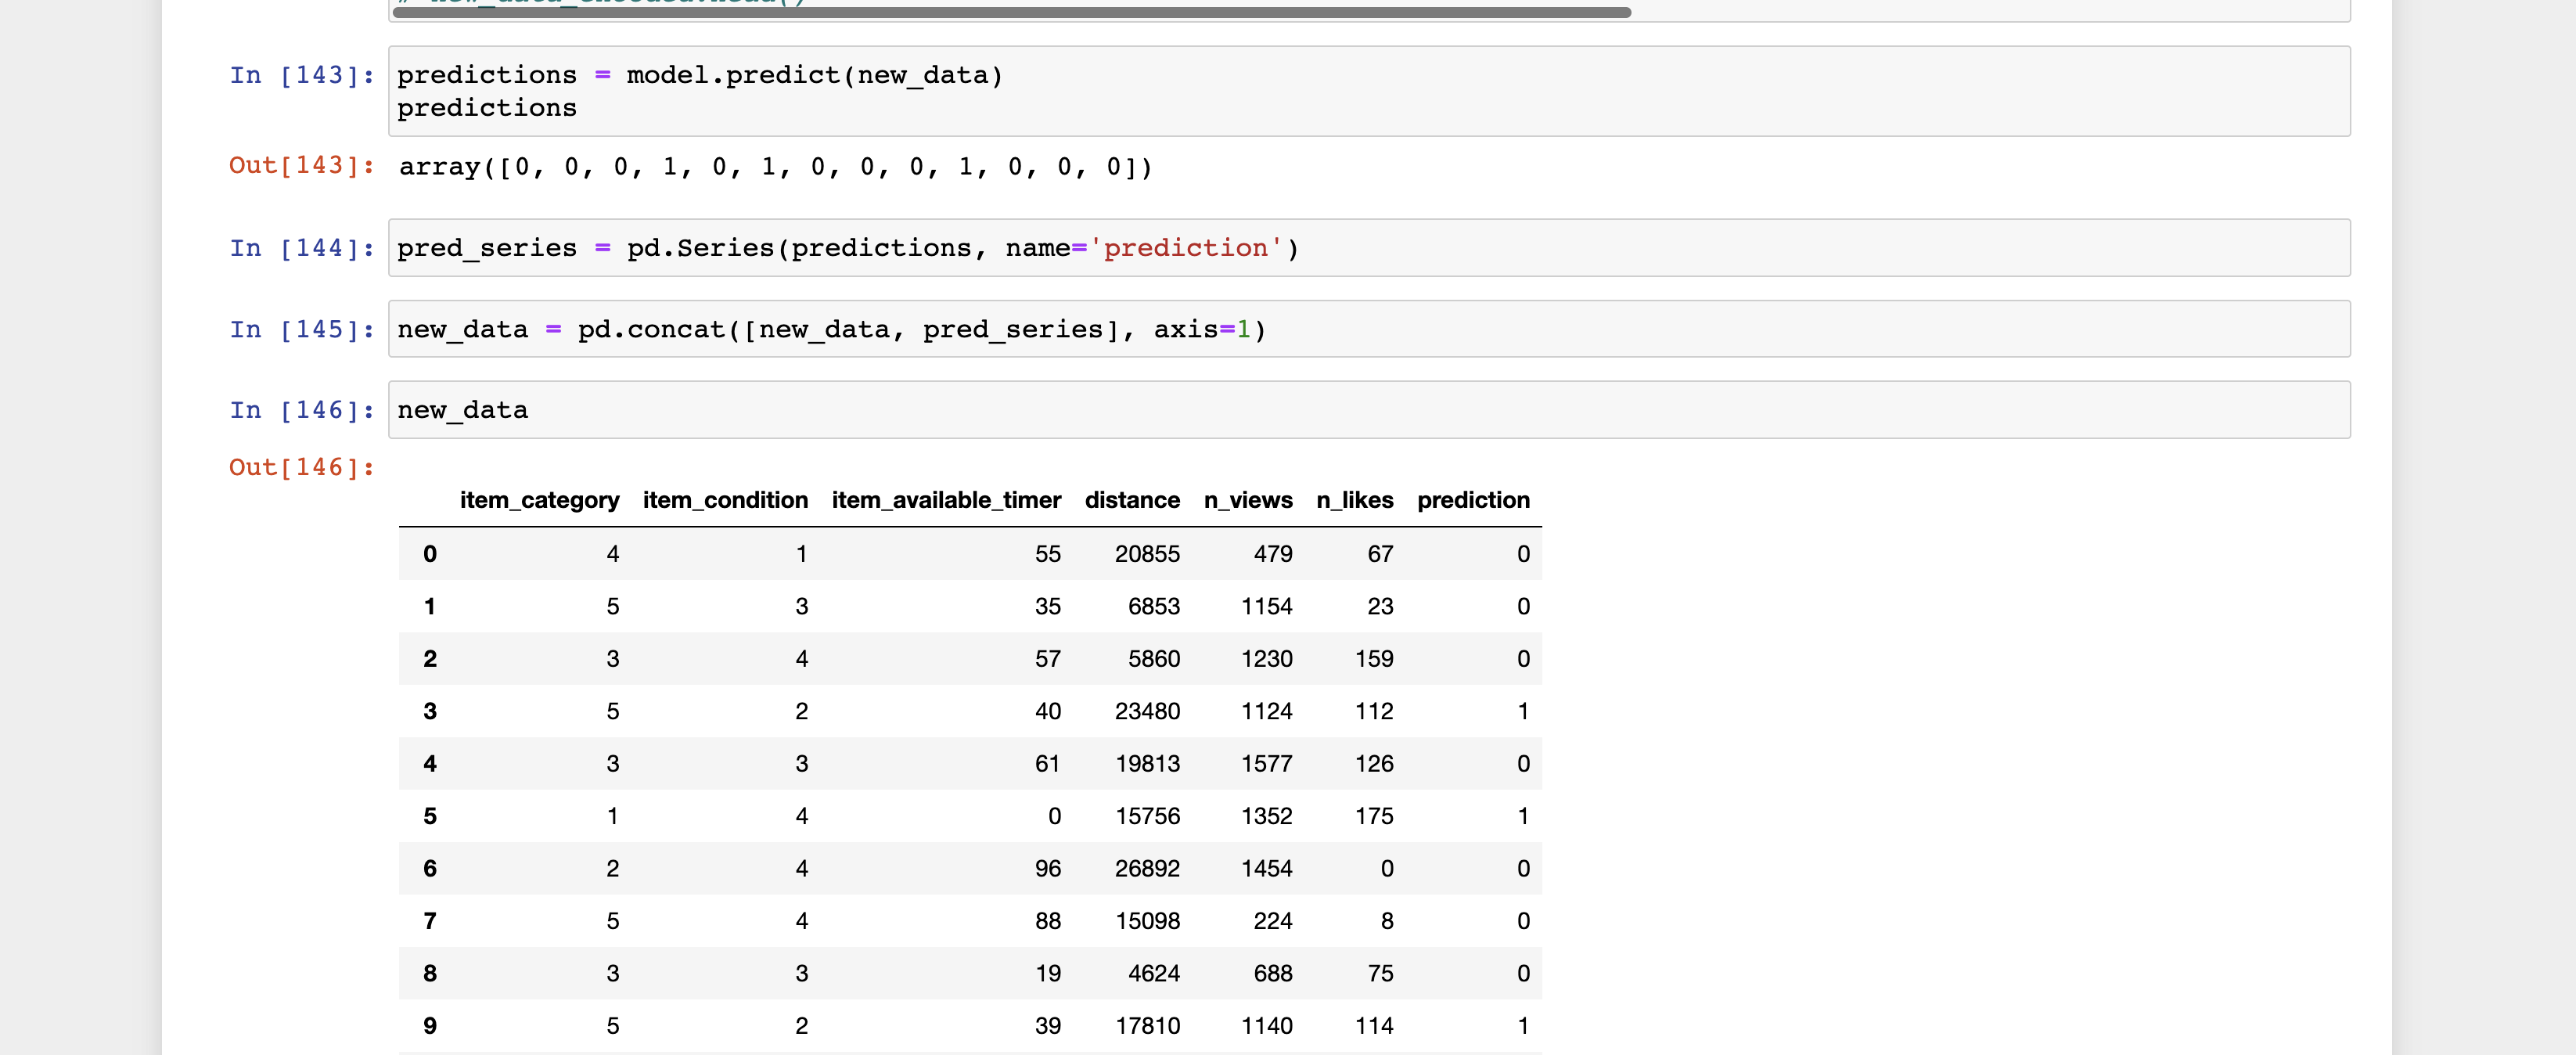 In [143]: predictions = model.predict(new_data)
predictions
Out[143]: array([0, 0, 0, 1, 0, 1, 0, 0, 0, 1, 0, 0, 0])
In [144]: pred_series = pd.Series(predictions, name='prediction')
In [145]: new_data = pd.concat([new_data, pred_series], axis=1)
In [146]: new_data
Out[146]:
item_category item_condition item_available_timer distance n_views n_likes prediction
0 4 1 55 20855 479 67 0
1 5 3 35 6853 1154 23 0
2 3 4 57 5860 1230 159 0
3 5 2 40 23480 1124 112 1
4 3 3 61 19813 1577 126 0
5 1 4 0 15756 1352 175 1
6 2 4 96 26892 1454 0 0
7 5 4 88 15098 224 8 0
8 3 3 19 4624 688 75 0
9 5 2 39 17810 1140 114 1